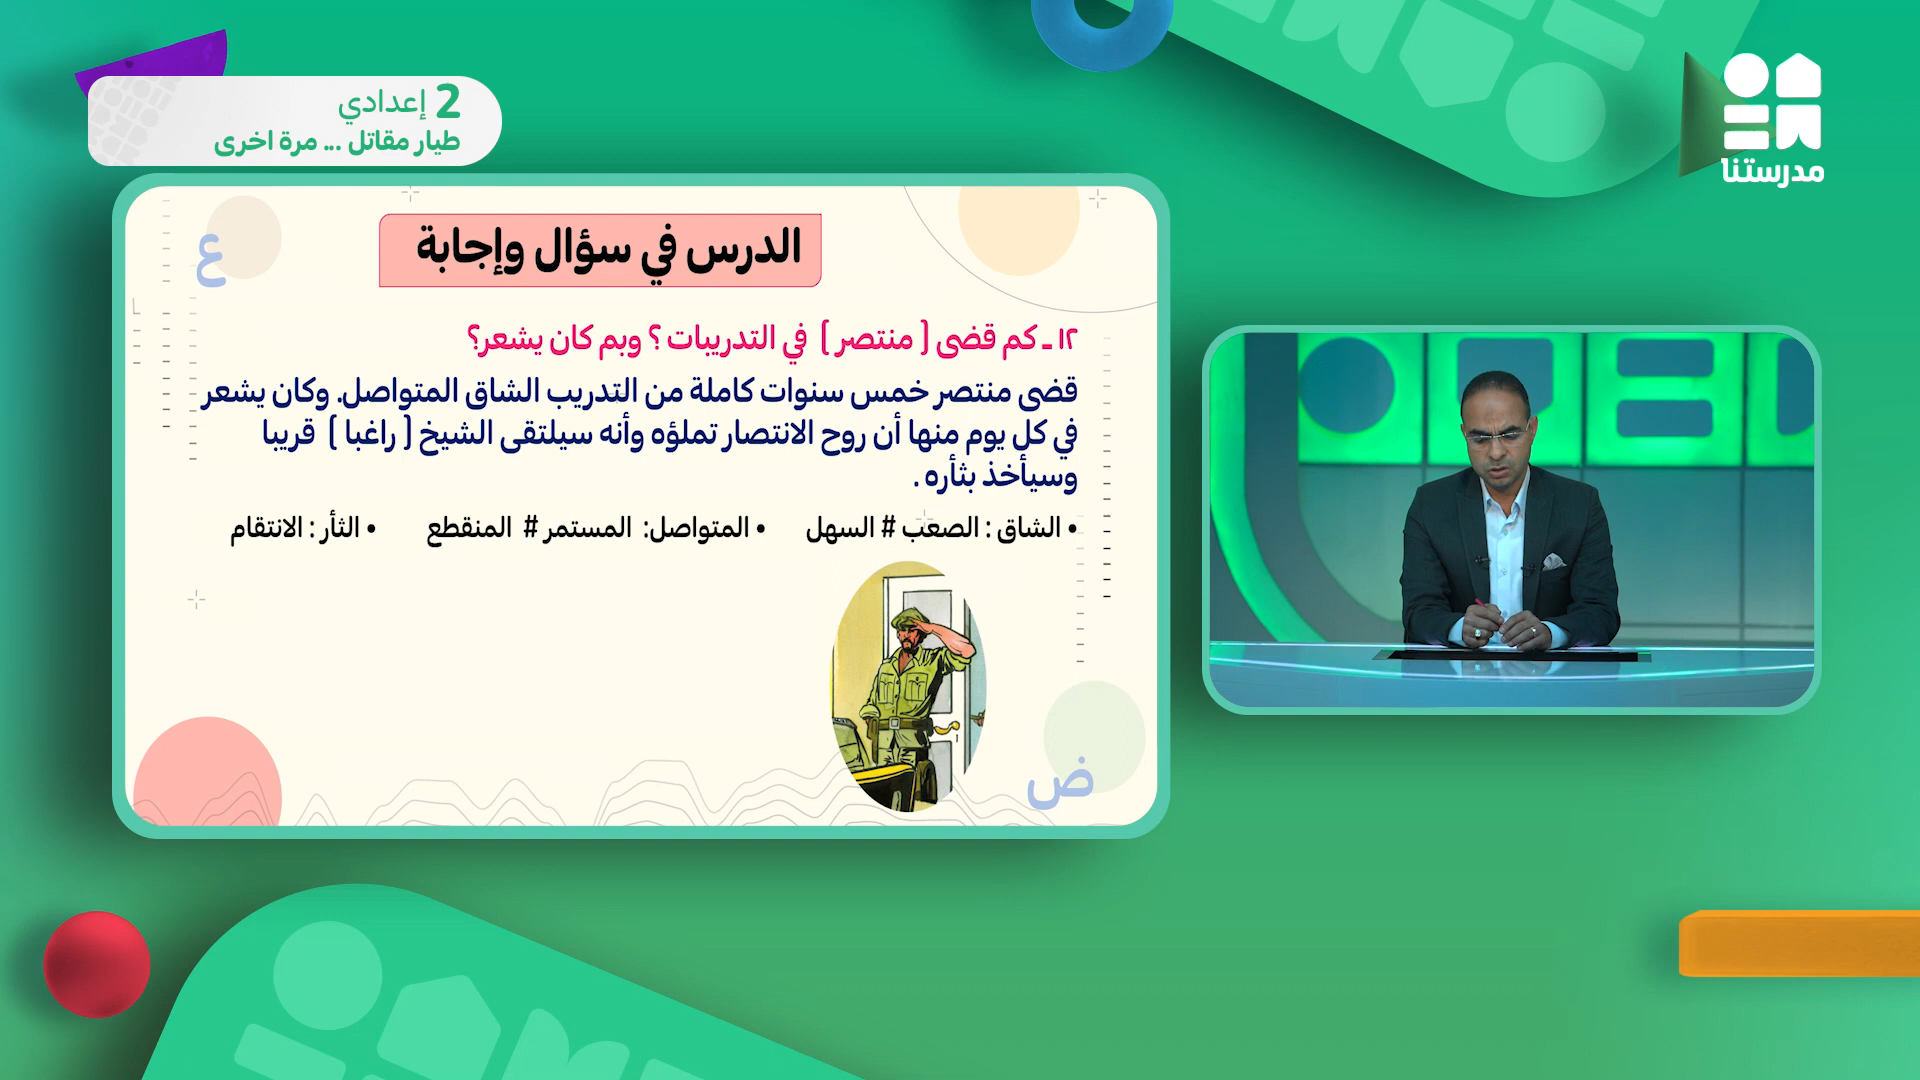 2 إعدادي
طيار مقاتل ... مرة اخرى
مدرستنا
الدرس في سؤال وإجابة
١٢ ـ كم قضى ( منتصر ) في التدريبات ؟ وبم كان يشعر؟
قضى منتصر خمس سنوات كاملة من التدريب الشاق المتواصل. وكان يشعر
في كل يوم منها أن روح الانتصار تملؤه وأنه سيلتقى الشيخ ( راغبا ) قريبا
وسيأخذ بثأره .
• الشاق : الصعب # السهل • المتواصل: المستمر # المنقطع • الثأر : الانتقام
ع
ض